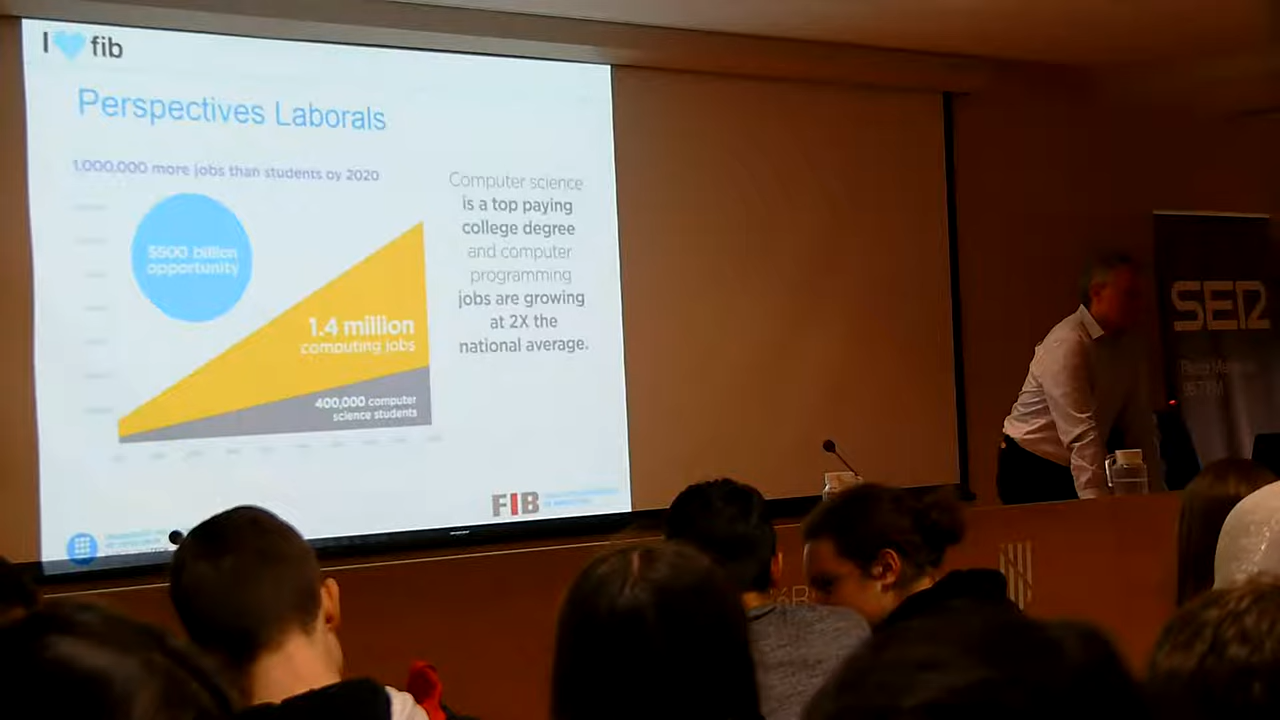 I fib
Perspectives Laborals
1,000,000 more jobs than students by 2020
$500 billion
opportunity
1.4 million
computing jobs
400,000 computer
science students
Computer science
is a top paying
college degree
and computer
programming
jobs are growing
at 2X the
national average.
FIB
SER